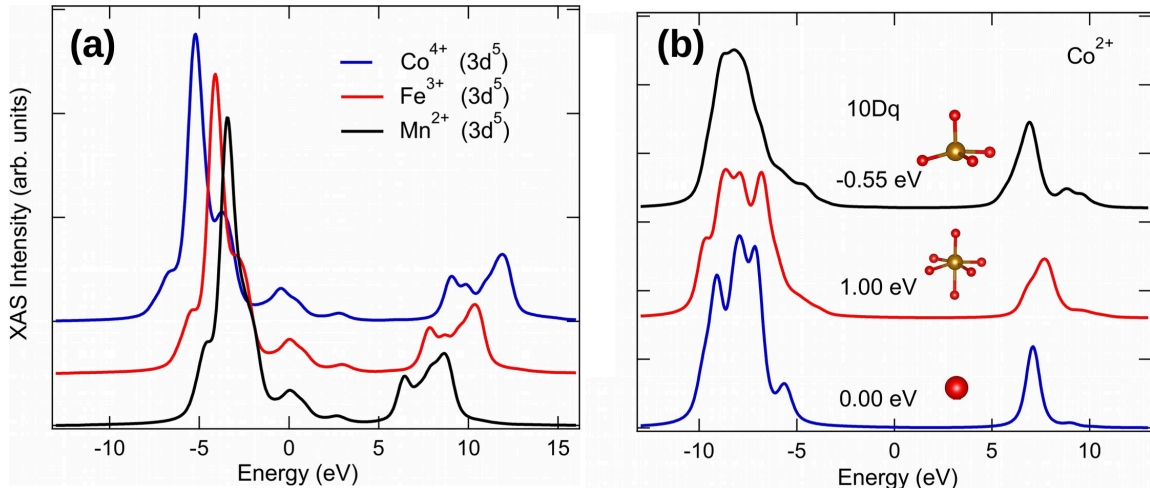 (a)
Co⁴⁺ (3d⁵)
Fe³⁺ (3d⁵)
Mn²⁺ (3d⁵)
XAS Intensity (arb. units)
-10 -5 0 5 10 15
Energy (eV)
(b)
Co²⁺
10Dq
-0.55 eV
1.00 eV
0.00 eV
-10 -5 0 5 10
Energy (eV)